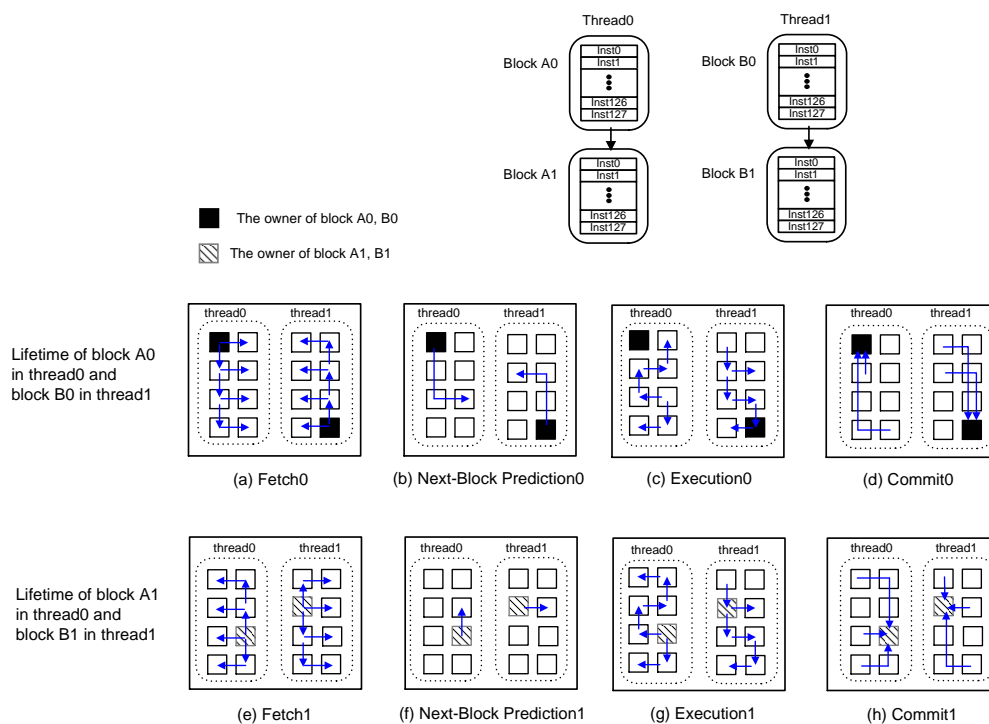 Thread0
Thread1
Block A0
Inst0
Inst1
Inst126
Inst127
Block B0
Inst0
Inst1
Inst126
Inst127
Block A1
Inst0
Inst1
Inst126
Inst127
Block B1
Inst0
Inst1
Inst126
Inst127
The owner of block A0, B0
The owner of block A1, B1
Lifetime of block A0
in thread0 and
block B0 in thread1
thread0
thread1
(a) Fetch0
thread0
thread1
(b) Next-Block Prediction0
thread0
thread1
(c) Execution0
thread0
thread1
(d) Commit0
Lifetime of block A1
in thread0 and
block B1 in thread1
thread0
thread1
(e) Fetch1
thread0
thread1
(f) Next-Block Prediction1
thread0
thread1
(g) Execution1
thread0
thread1
(h) Commit1